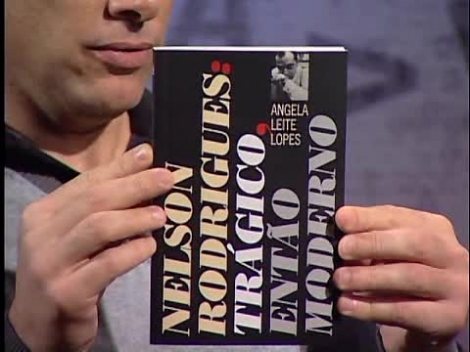 ANGELA
LEITE
LOPES
NELSON
RODRIGUES:
TRÁGICO,
ENTÃO
MODERNO